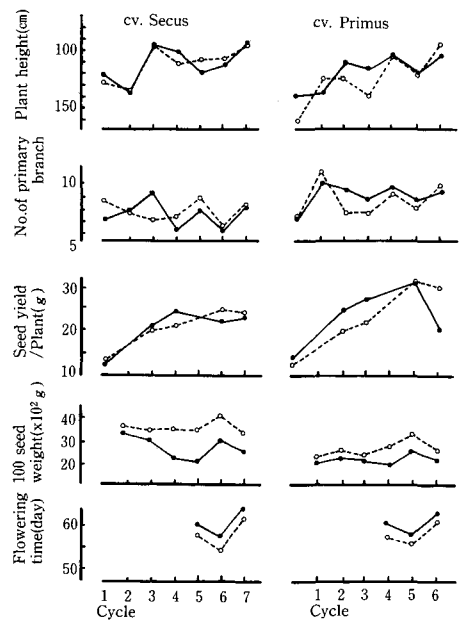 cv. Secus
cv. Primus
Plant height(cm)
100
150
No.of primary
branch
10
5
Seed yield
/Plant(g)
30
20
10
100 seed
weight(x10² g)
40
30
20
Flowering
time(day)
60
50
1 2 3 4 5 6 7
Cycle
1 2 3 4 5 6
Cycle